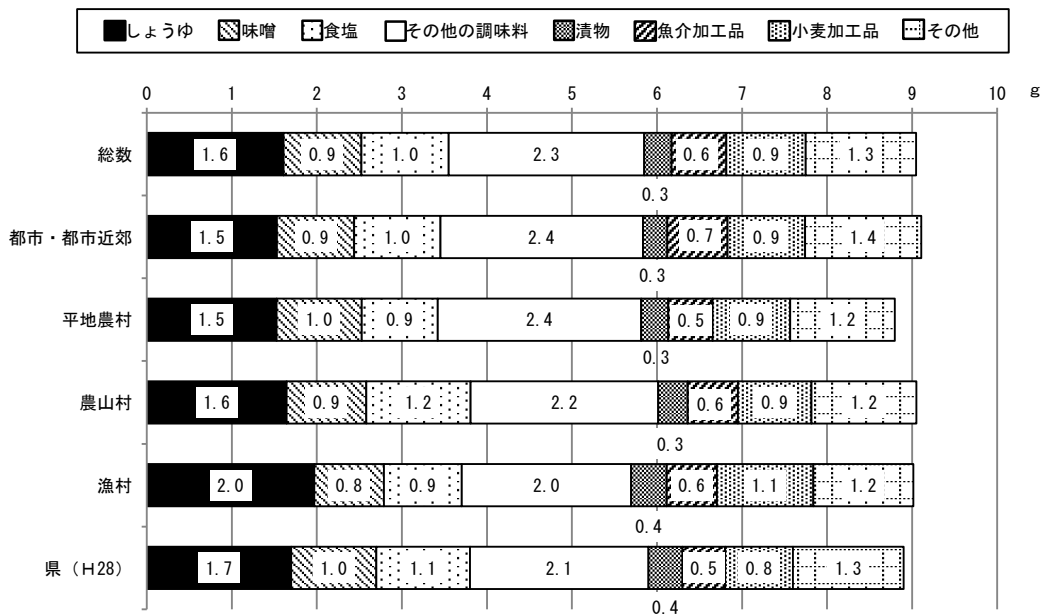 しょうゆ 味噌 食塩 その他の調味料 漬物 魚介加工品 小麦加工品 その他
0 1 2 3 4 5 6 7 8 9 10 g
総数 1.6 0.9 1.0 2.3 0.6 0.9 1.3
0.3
都市・都市近郊 1.5 0.9 1.0 2.4 0.7 0.9 1.4
0.3
平地農村 1.5 1.0 0.9 2.4 0.5 0.9 1.2
0.3
農山村 1.6 0.9 1.2 2.2 0.6 0.9 1.2
0.3
漁村 2.0 0.8 0.9 2.0 0.6 1.1 1.2
0.4
県（H28） 1.7 1.0 1.1 2.1 0.5 0.8 1.3
0.4